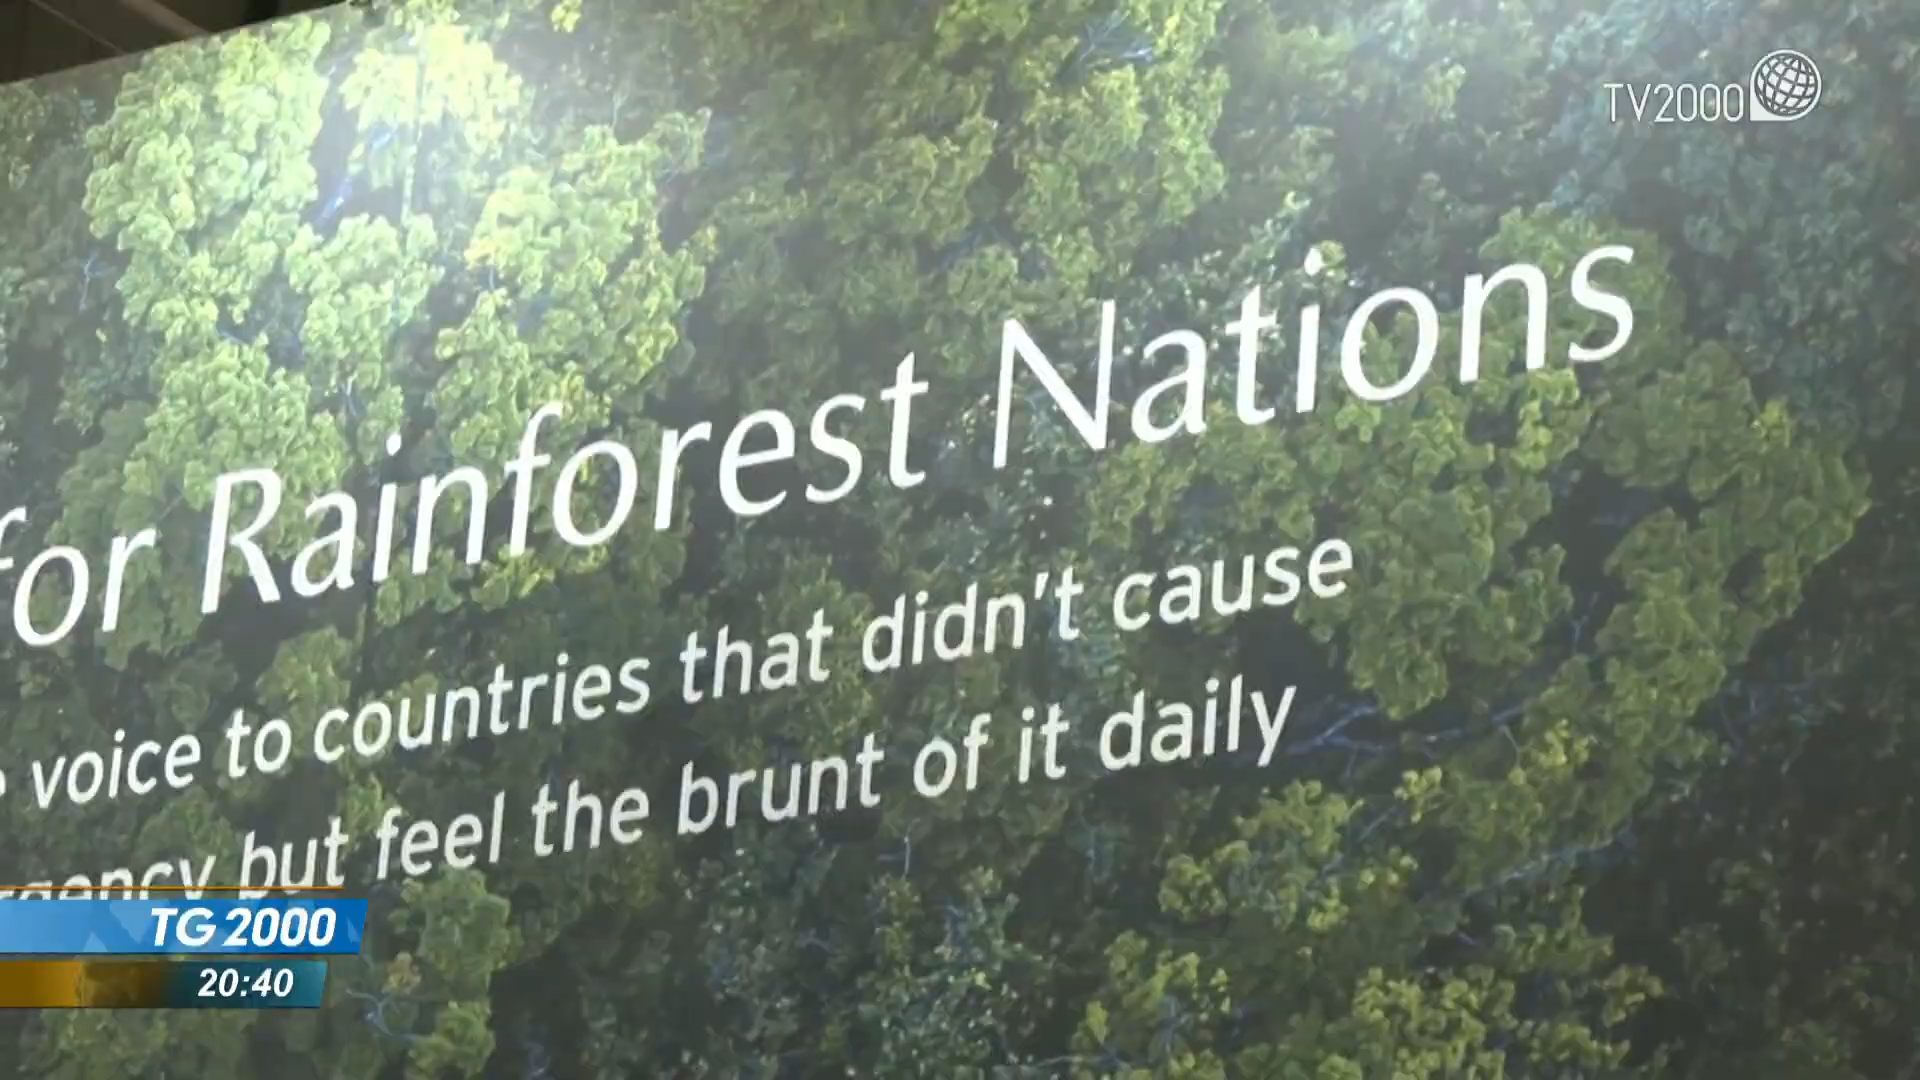 TV2000
for Rainforest Nations
voice to countries that didn't cause
but feel the brunt of it daily
TG 2000
20:40